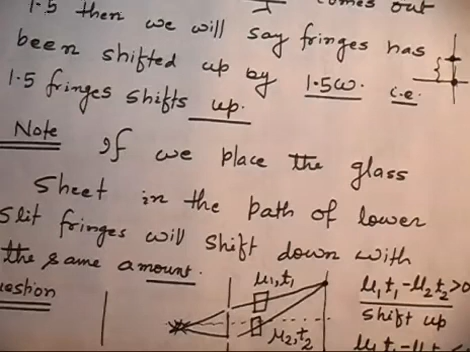 1.5 then we will say fringes has
been shifted up by 1.5ω. i.e.
1.5 fringes shifts up.
Note If we place the glass
sheet in the path of lower
slit fringes will shift down with
the same amount.
μ₁,t₁
μ₂,t₂
μ₁t₁-μ₂t₂>0
shift up